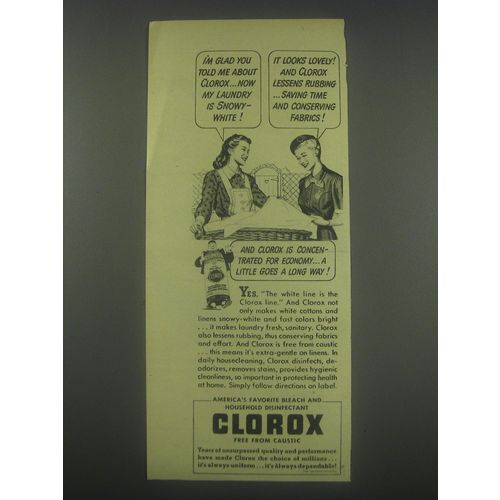 I'M GLAD YOU
TOLD ME ABOUT
CLOROX...NOW
MY LAUNDRY
IS SNOWY-
WHITE!
IT LOOKS LOVELY!
AND CLOROX
LESSENS RUBBING
...SAVING TIME
AND CONSERVING
FABRICS!
AND CLOROX IS CONCEN-
TRATED FOR ECONOMY...A
LITTLE GOES A LONG WAY!
YES, "The white line is the
Clorox line." And Clorox not
only makes white cottons and
linens snowy-white and fast colors bright
... it makes laundry fresh, sanitary. Clorox
also lessens rubbing, thus conserving fabrics
and effort. And Clorox is free from caustic
... this means it's extra-gentle on linens. In
daily housecleaning, Clorox disinfects, de-
odorizes, removes stains, provides hygienic
cleanliness, so important in protecting health
at home. Simply follow directions on label.
AMERICA'S FAVORITE BLEACH AND
HOUSEHOLD DISINFECTANT
CLOROX
FREE FROM CAUSTIC
Years of unsurpassed quality and performance
have made Clorox the choice of millions...
it's always uniform...it's always dependable!